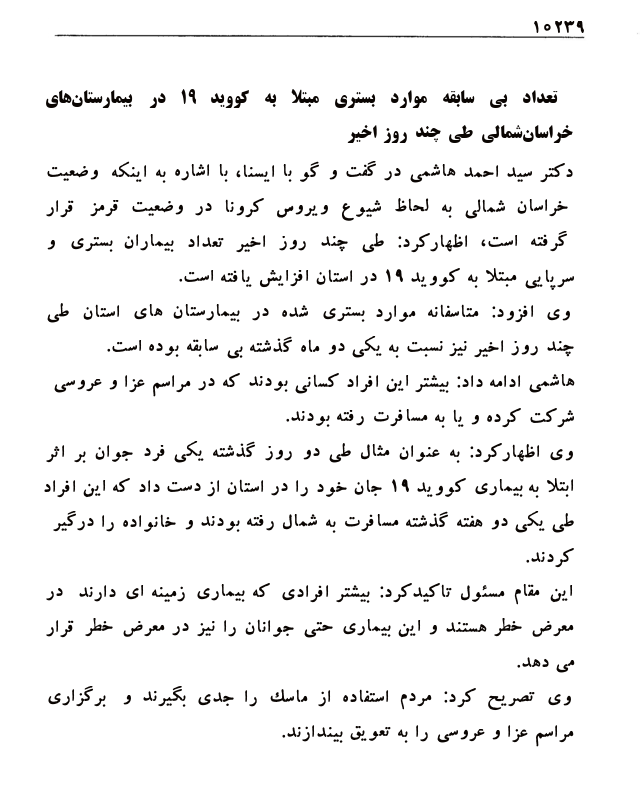 ۱۰۲۳۹
تعداد بی سابقه موارد بستری مبتلا به کووید ۱۹ در بیمارستان‌های
خراسان‌شمالی طی چند روز اخیر
دکتر سید احمد هاشمی در گفت و گو با ایسنا، با اشاره به اینکه وضعیت
خراسان شمالی به لحاظ شیوع ویروس کرونا در وضعیت قرمز قرار
گرفته است، اظهارکرد: طی چند روز اخیر تعداد بیماران بستری و
سرپایی مبتلا به کووید ۱۹ در استان افزایش یافته است.
وی افزود: متاسفانه موارد بستری شده در بیمارستان های استان طی
چند روز اخیر نیز نسبت به یکی دو ماه گذشته بی سابقه بوده است.
هاشمی ادامه داد: بیشتر این افراد کسانی بودند که در مراسم عزا و عروسی
شرکت کرده و یا به مسافرت رفته بودند.
وی اظهارکرد: به عنوان مثال طی دو روز گذشته یکی فرد جوان بر اثر
ابتلا به بیماری کووید ۱۹ جان خود را در استان از دست داد که این افراد
طی یکی دو هفته گذشته مسافرت به شمال رفته بودند و خانواده را درگیر
کردند.
این مقام مسئول تاکیدکرد: بیشتر افرادی که بیماری زمینه ای دارند در
معرض خطر هستند و این بیماری حتی جوانان را نیز در معرض خطر قرار
می دهد.
وی تصریح کرد: مردم استفاده از ماسك را جدی بگیرند و برگزاری
مراسم عزا و عروسی را به تعویق بیندازند.